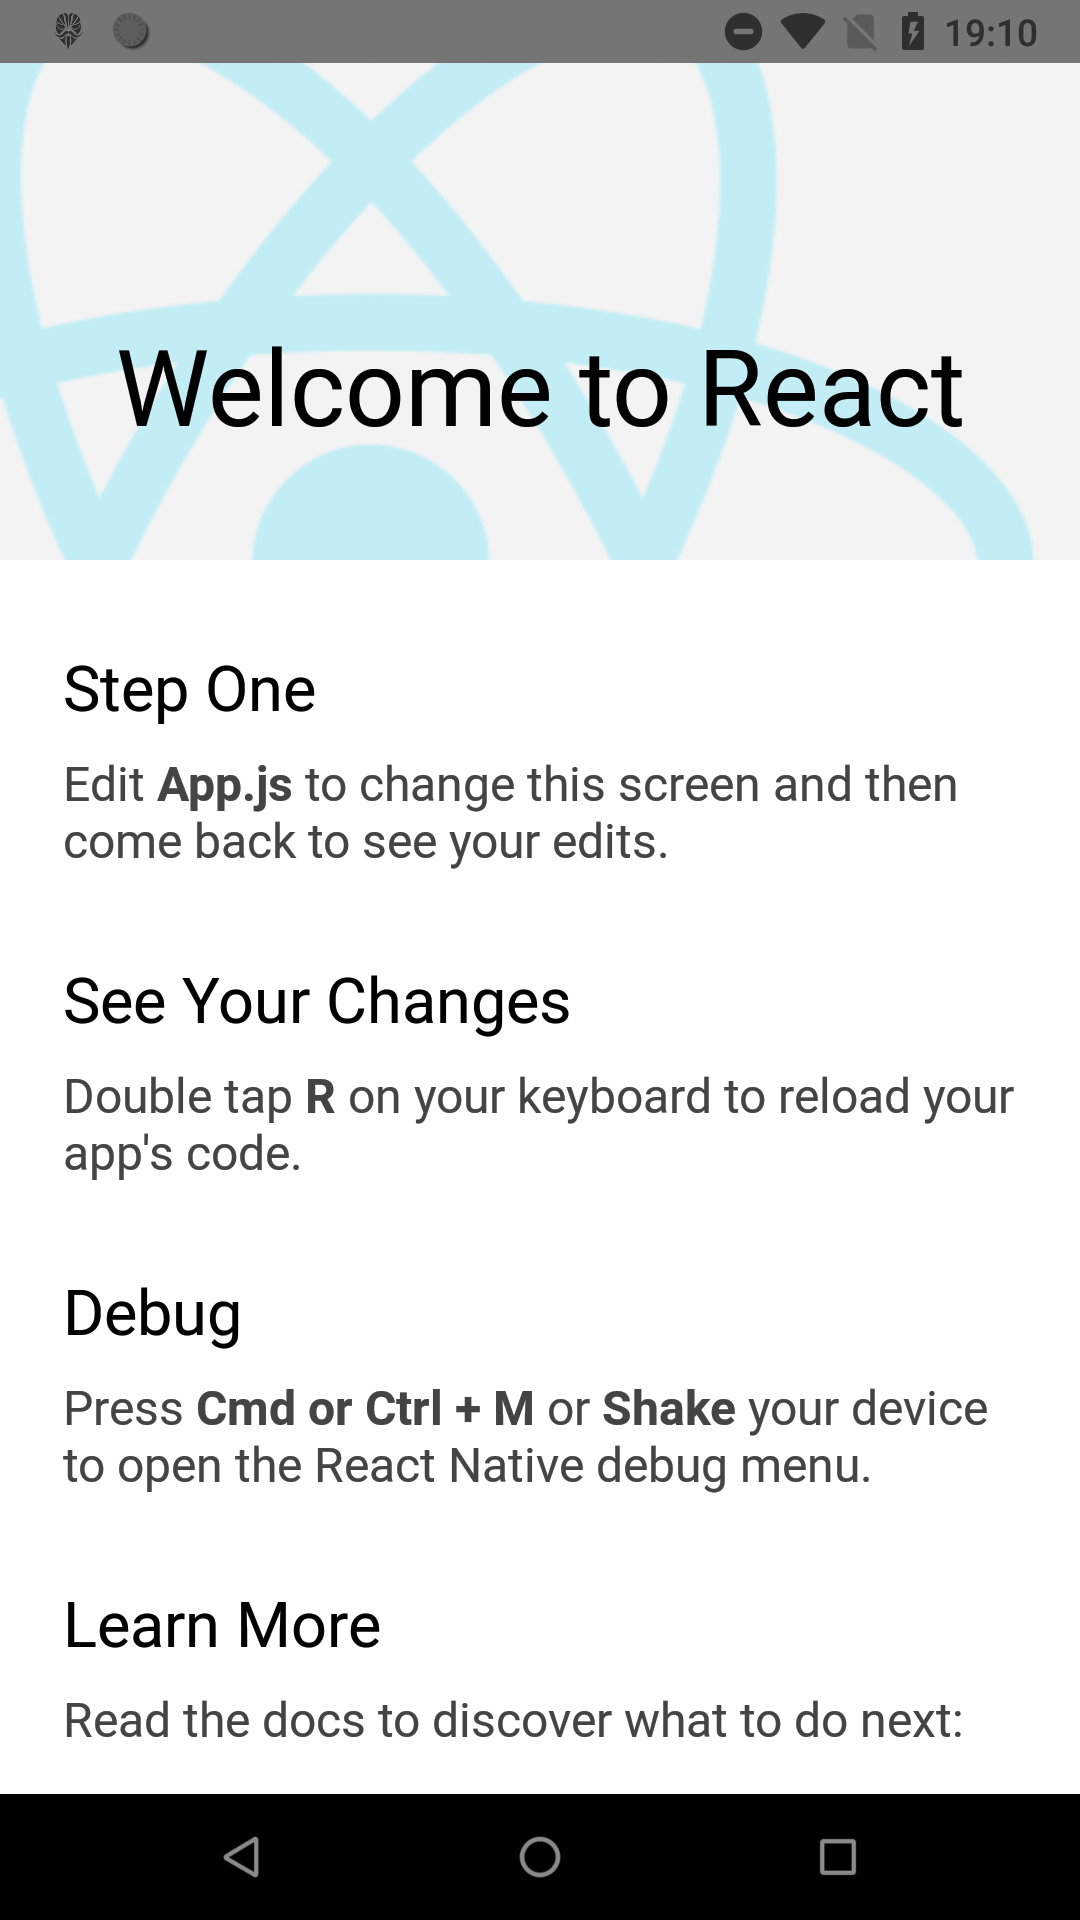 19:10
Welcome to React
Step One
Edit App.js to change this screen and then
come back to see your edits.
See Your Changes
Double tap R on your keyboard to reload your
app's code.
Debug
Press Cmd or Ctrl + M or Shake your device
to open the React Native debug menu.
Learn More
Read the docs to discover what to do next: